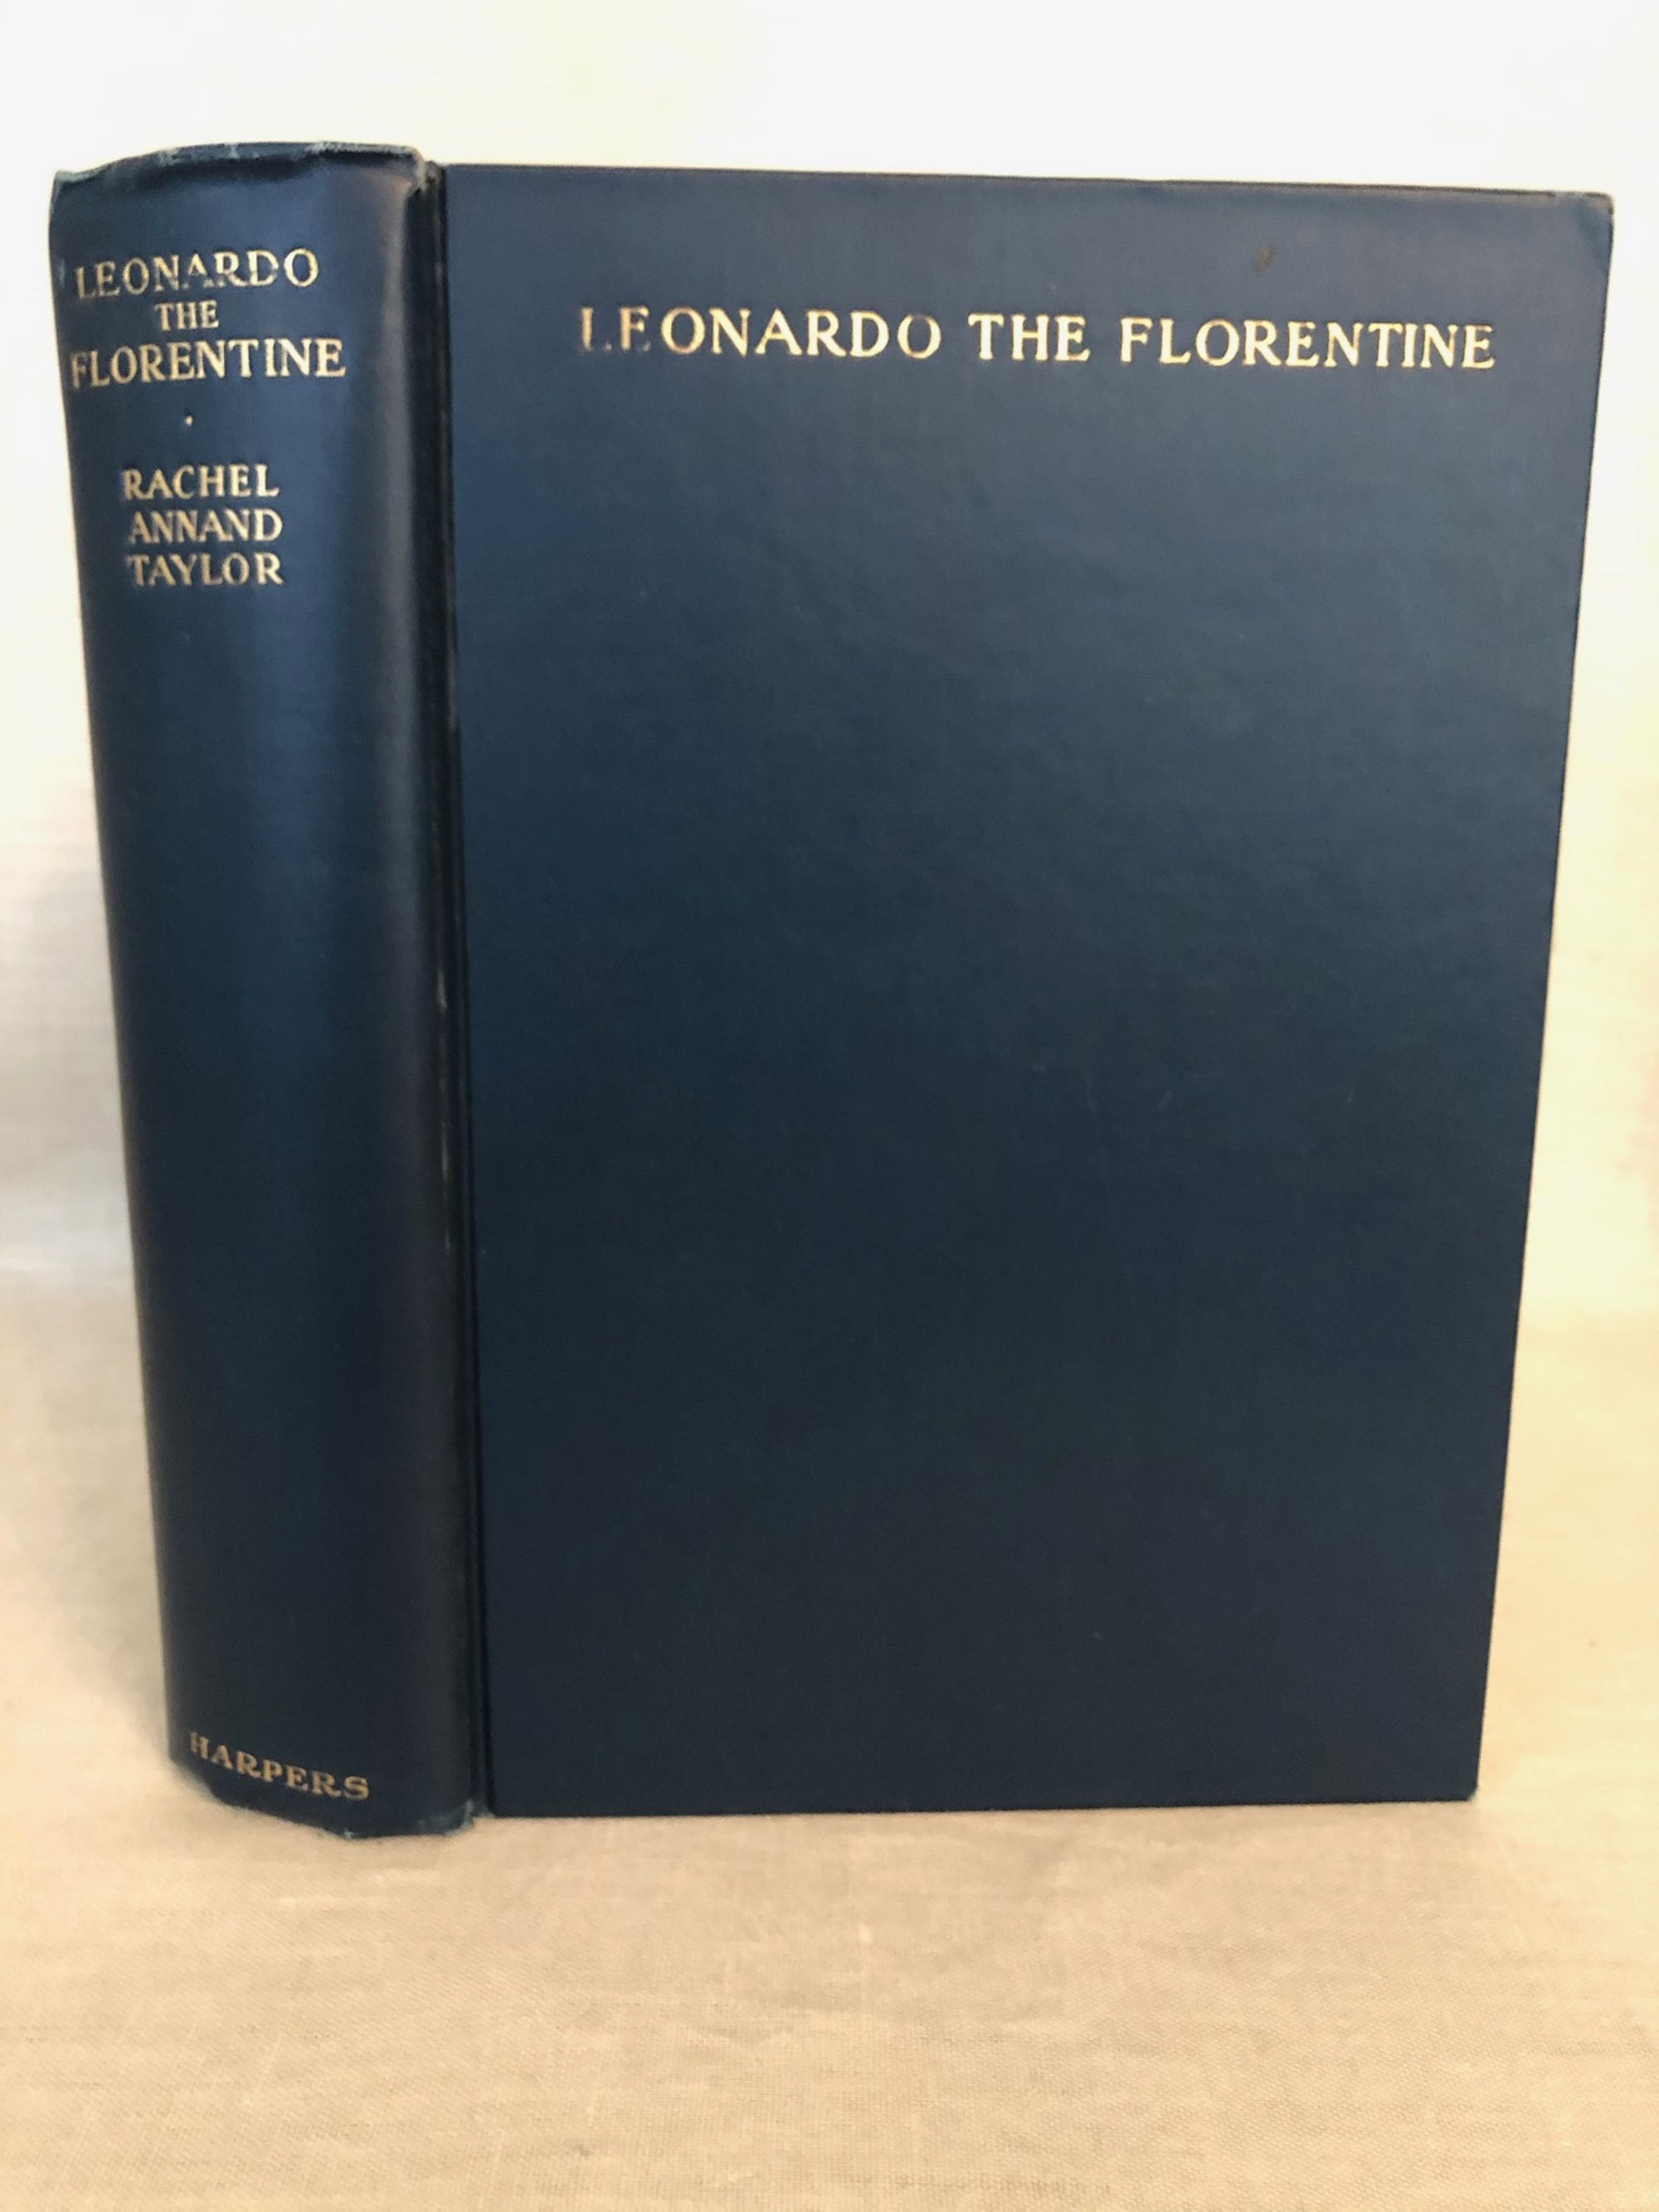 LEONARDO
THE
FLORENTINE
.
RACHEL
ANNAND
TAYLOR
HARPERS
LEONARDO THE FLORENTINE